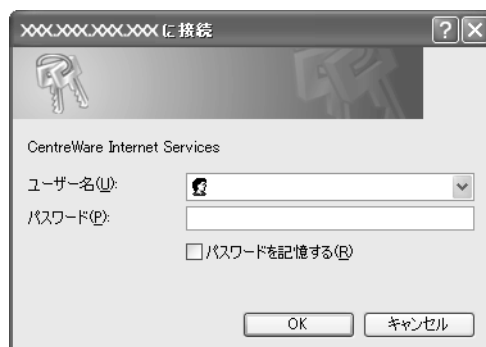 XXX.XXX.XXX.XXX に接続
CentreWare Internet Services
ユーザー名(U):
パスワード(P):
パスワードを記憶する(R)
OK キャンセル